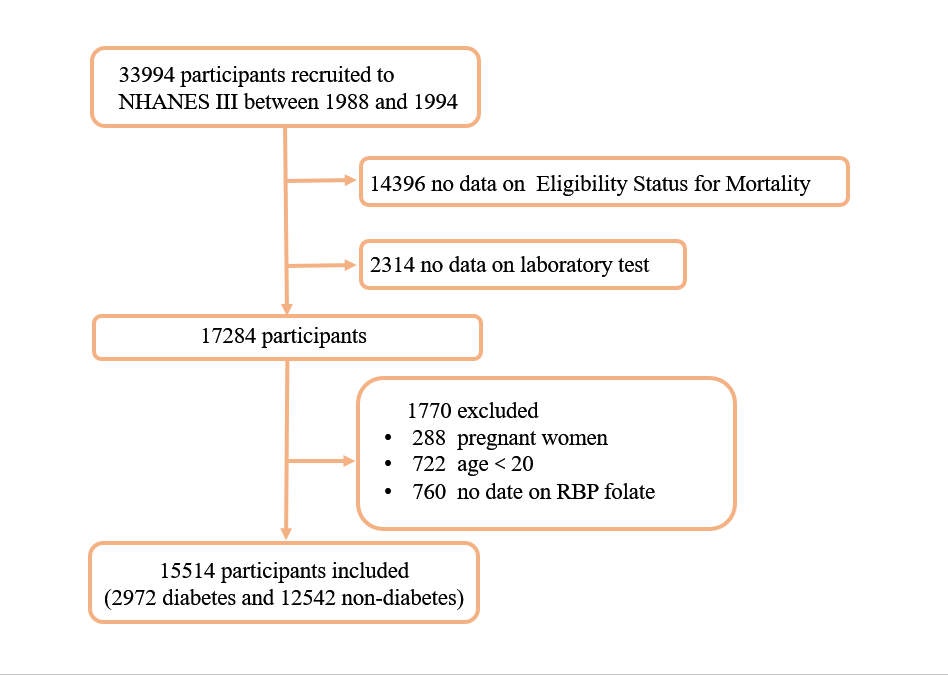 33994 participants recruited to
NHANES III between 1988 and 1994
14396 no data on  Eligibility Status for Mortality
2314 no data on laboratory test
17284 participants
1770 excluded
• 288  pregnant women
• 722  age < 20
• 760  no date on RBP folate
15514 participants included
(2972 diabetes and 12542 non-diabetes)